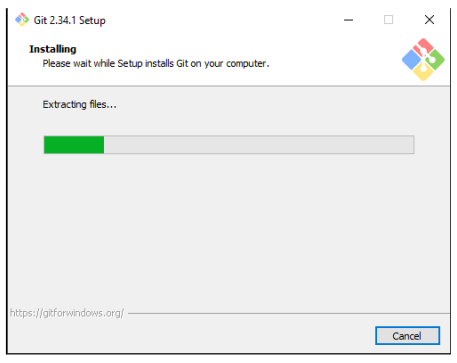 Git 2.34.1 Setup
Installing
Please wait while Setup installs Git on your computer.
Extracting files...
https://gitforwindows.org/
Cancel